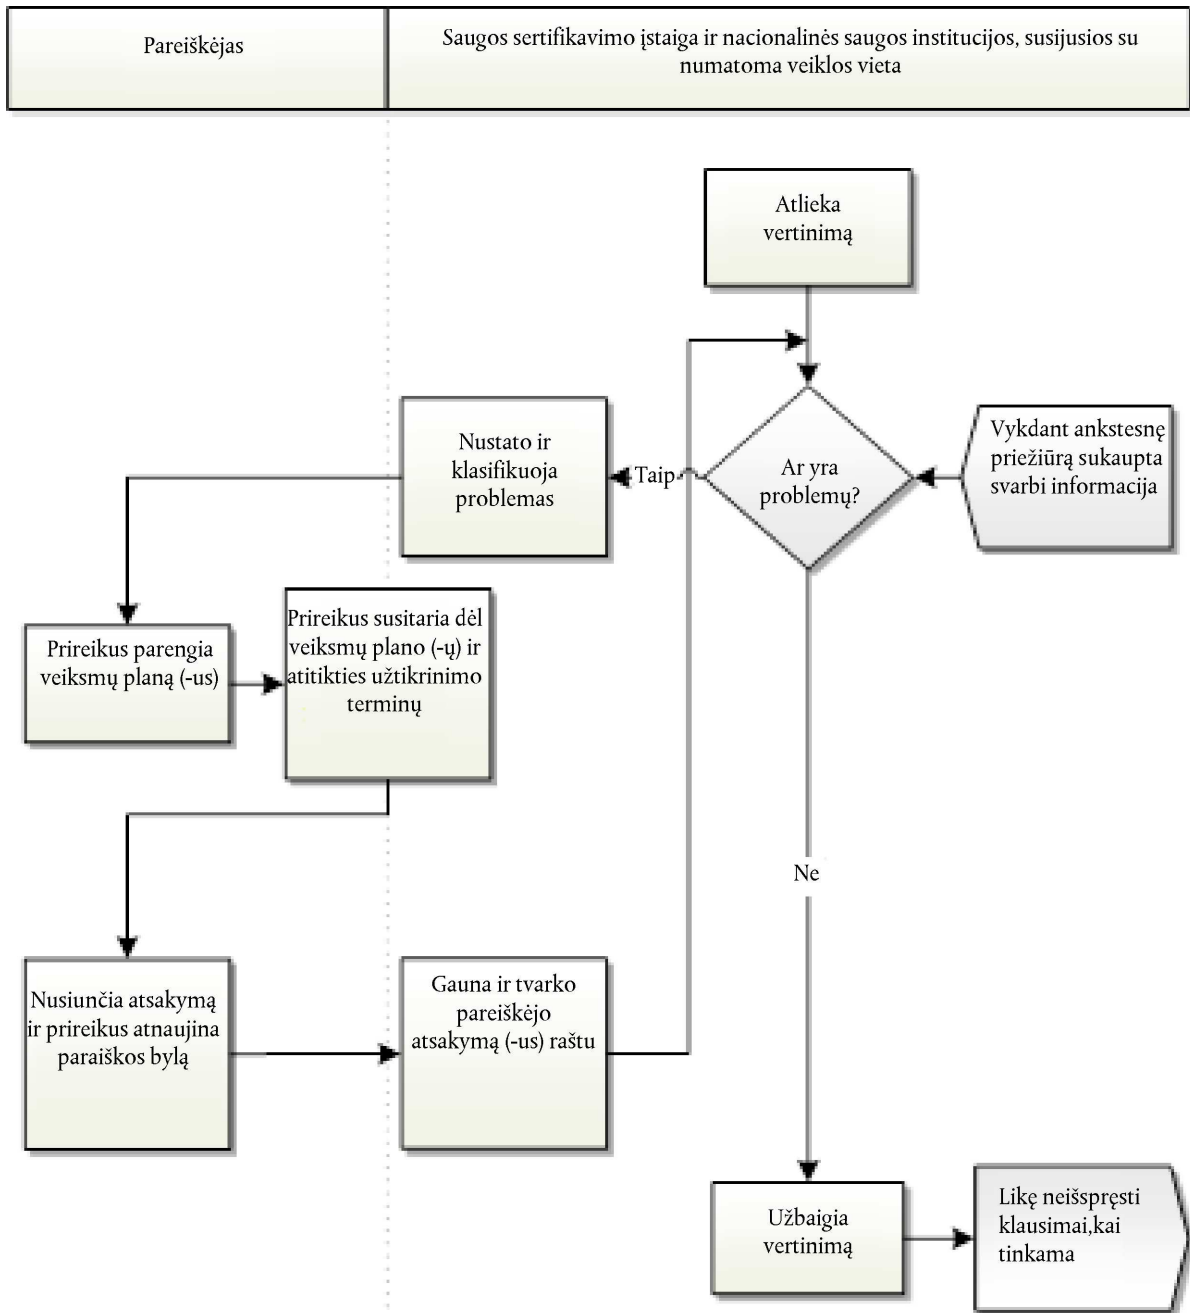 Pareiškėjas
Saugos sertifikavimo įstaiga ir nacionalinės saugos institucijos, susijusios su
numatoma veiklos vieta
Atlieka
vertinimą
Nustato ir
klasifikuoja
problemas
Taip
Ar yra
problemų?
Vykdant ankstesnę
priežiūrą sukaupta
svarbi informacija
Prireikus parengia
veiksmų planą (-us)
Prireikus susitaria dėl
veiksmų plano (-ų) ir
atitikties užtikrinimo
terminų
Ne
Nusiunčia atsakymą
ir prireikus atnaujina
paraiškos bylą
Gauna ir tvarko
pareiškėjo
atsakymą (-us) raštu
Užbaigia
vertinimą
Likę neišspręsti
klausimai,kai
tinkama